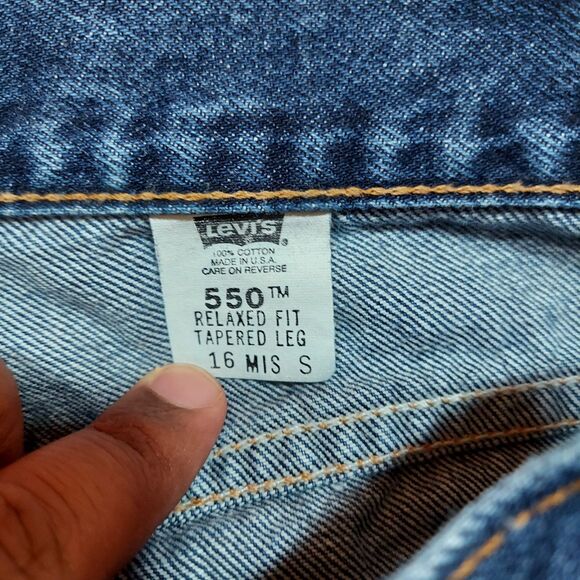 Levi's ®
100% COTTON
MADE IN U.S.A.
CARE ON REVERSE
550™
RELAXED FIT
TAPERED LEG
16 MIS S